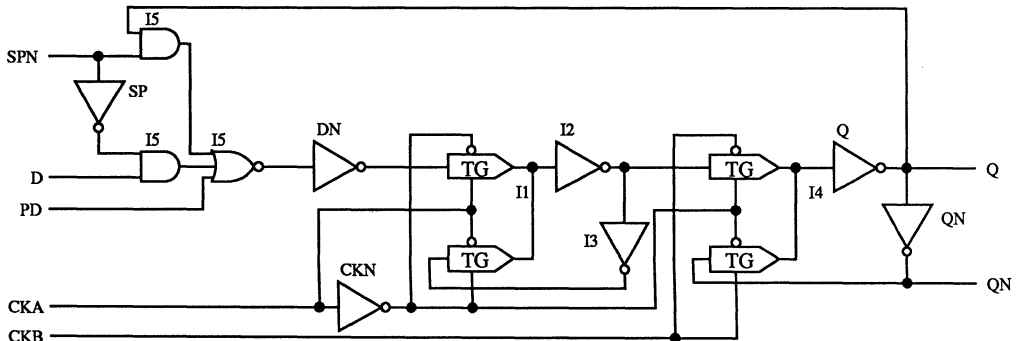 I5
SPN
SP
I5
I5
DN
I2
Q
TG
TG
D
I1
I4
Q
PD
I3
QN
TG
TG
CKN
QN
CKA
CKB